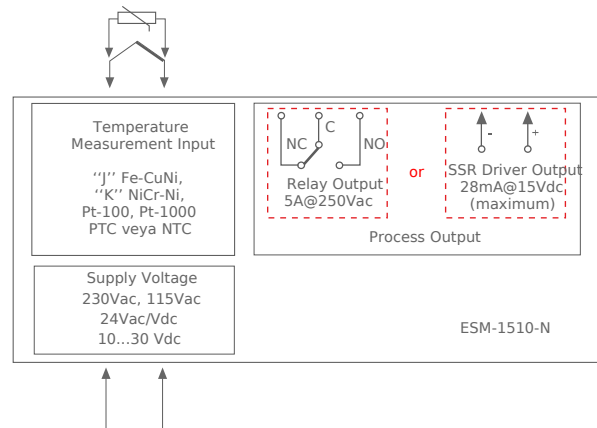 Temperature
Measurement Input
‘‘J’’ Fe-CuNi,
‘‘K’’ NiCr-Ni,
Pt-100, Pt-1000
PTC veya NTC
Supply Voltage
230Vac, 115Vac
24Vac/Vdc
10...30 Vdc
C
NC
NO
Relay Output
5A@250Vac
or
-
+
SSR Driver Output
28mA@15Vdc
(maximum)
Process Output
ESM-1510-N